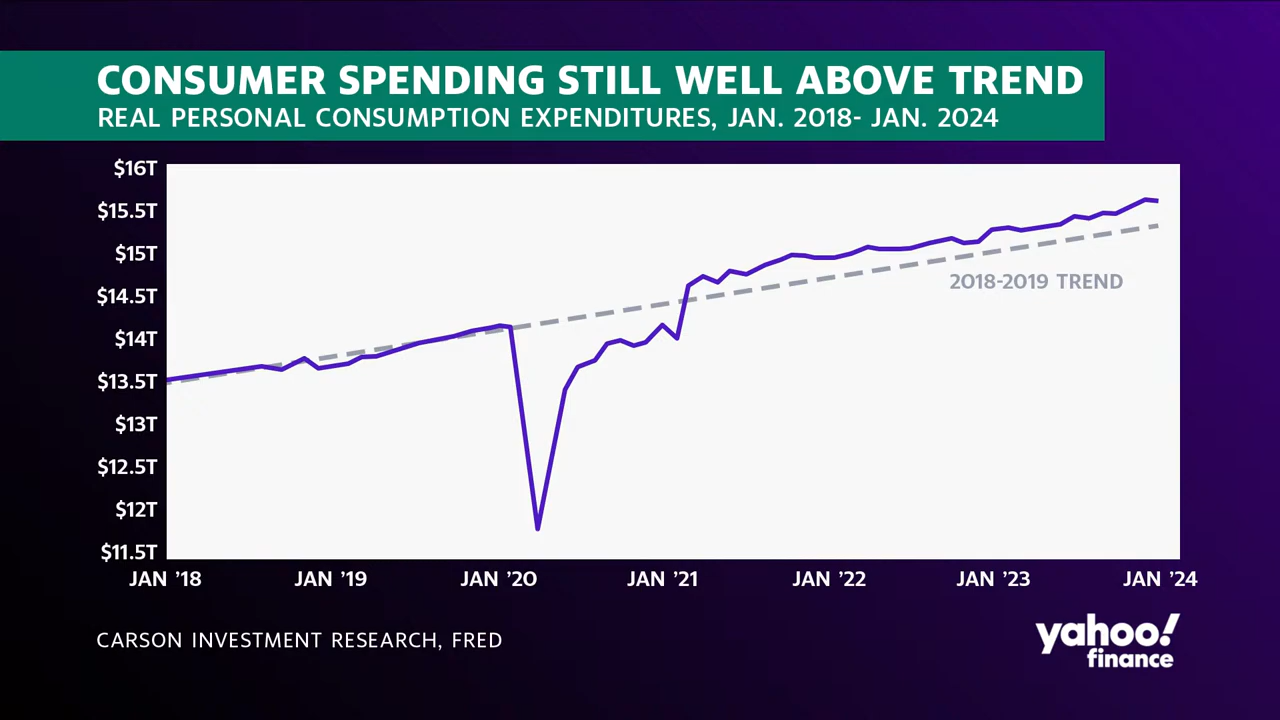 CONSUMER SPENDING STILL WELL ABOVE TREND
REAL PERSONAL CONSUMPTION EXPENDITURES, JAN. 2018- JAN. 2024
$16T
$15.5T
$15T
$14.5T
$14T
$13.5T
$13T
$12.5T
$12T
$11.5T
2018-2019 TREND
JAN ’18 JAN ’19 JAN ’20 JAN ’21 JAN ’22 JAN ’23 JAN ’24
CARSON INVESTMENT RESEARCH, FRED
yahoo!
finance